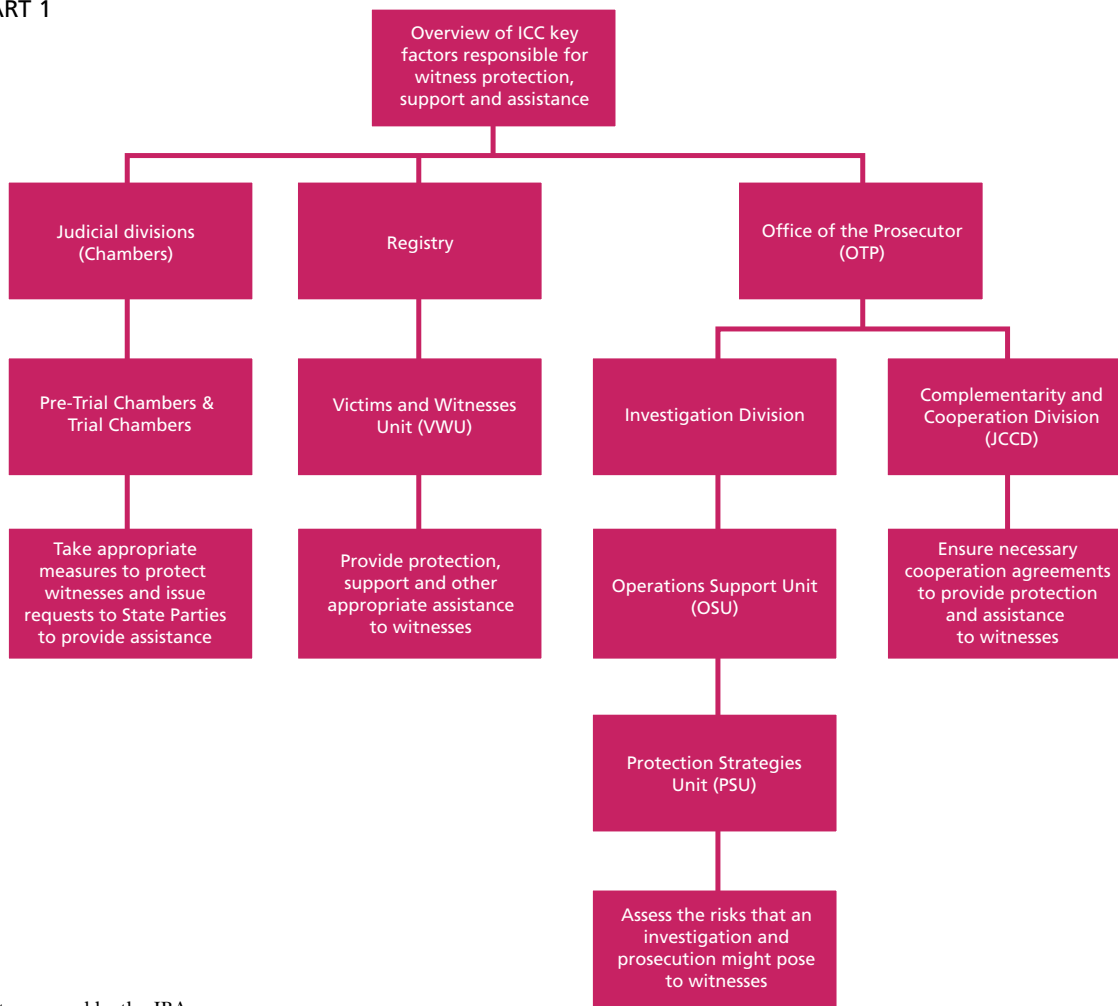 ART 1
Overview of ICC key
factors responsible for
witness protection,
support and assistance
Judicial divisions
(Chambers)
Registry
Office of the Prosecutor
(OTP)
Pre-Trial Chambers &
Trial Chambers
Victims and Witnesses
Unit (VWU)
Investigation Division
Complementarity and
Cooperation Division
(JCCD)
Take appropriate
measures to protect
witnesses and issue
requests to State Parties
to provide assistance
Provide protection,
support and other
appropriate assistance
to witnesses
Operations Support Unit
(OSU)
Ensure necessary
cooperation agreements
to provide protection
and assistance
to witnesses
Protection Strategies
Unit (PSU)
Assess the risks that an
investigation and
prosecution might pose
to witnesses